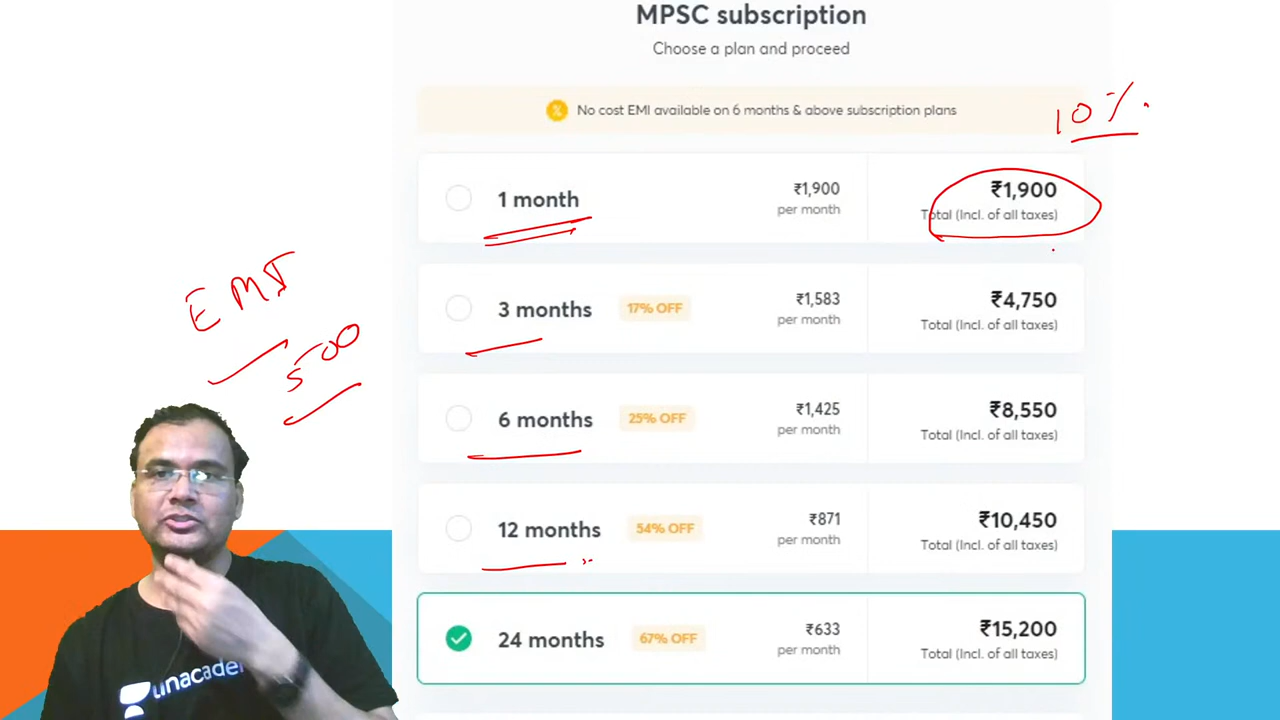 MPSC subscription
Choose a plan and proceed
No cost EMI available on 6 months & above subscription plans
10%
1 month
₹1,900
per month
₹1,900
Total (Incl. of all taxes)
EMI
500
3 months
17% OFF
₹1,583
per month
₹4,750
Total (Incl. of all taxes)
6 months
25% OFF
₹1,425
per month
₹8,550
Total (Incl. of all taxes)
12 months
54% OFF
₹871
per month
₹10,450
Total (Incl. of all taxes)
24 months
67% OFF
₹633
per month
₹15,200
Total (Incl. of all taxes)
unacade